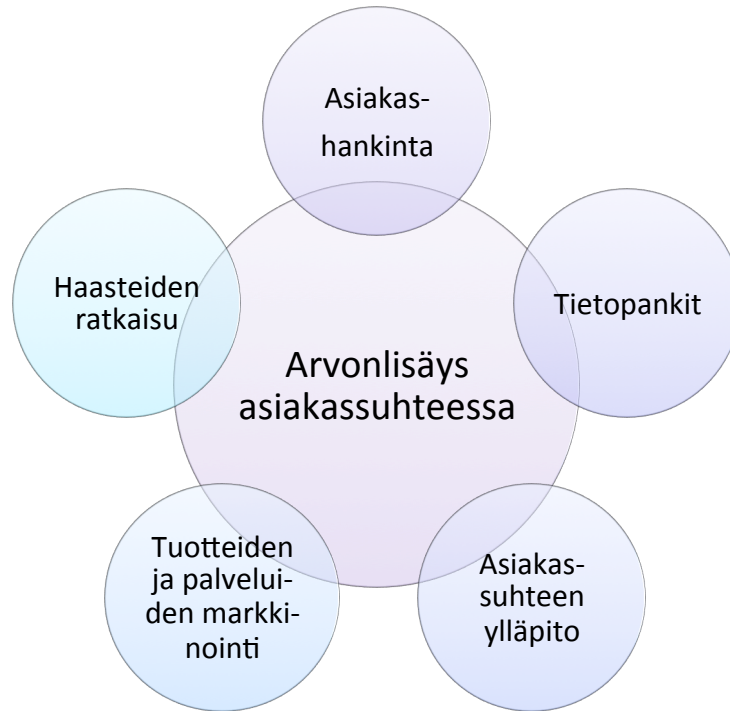 Asiakas-
hankinta
Haasteiden
ratkaisu
Tietopankit
Arvonlisäys
asiakassuhteessa
Tuotteiden
ja palvelui-
den markki-
nointi
Asiakas-
suhteen
ylläpito